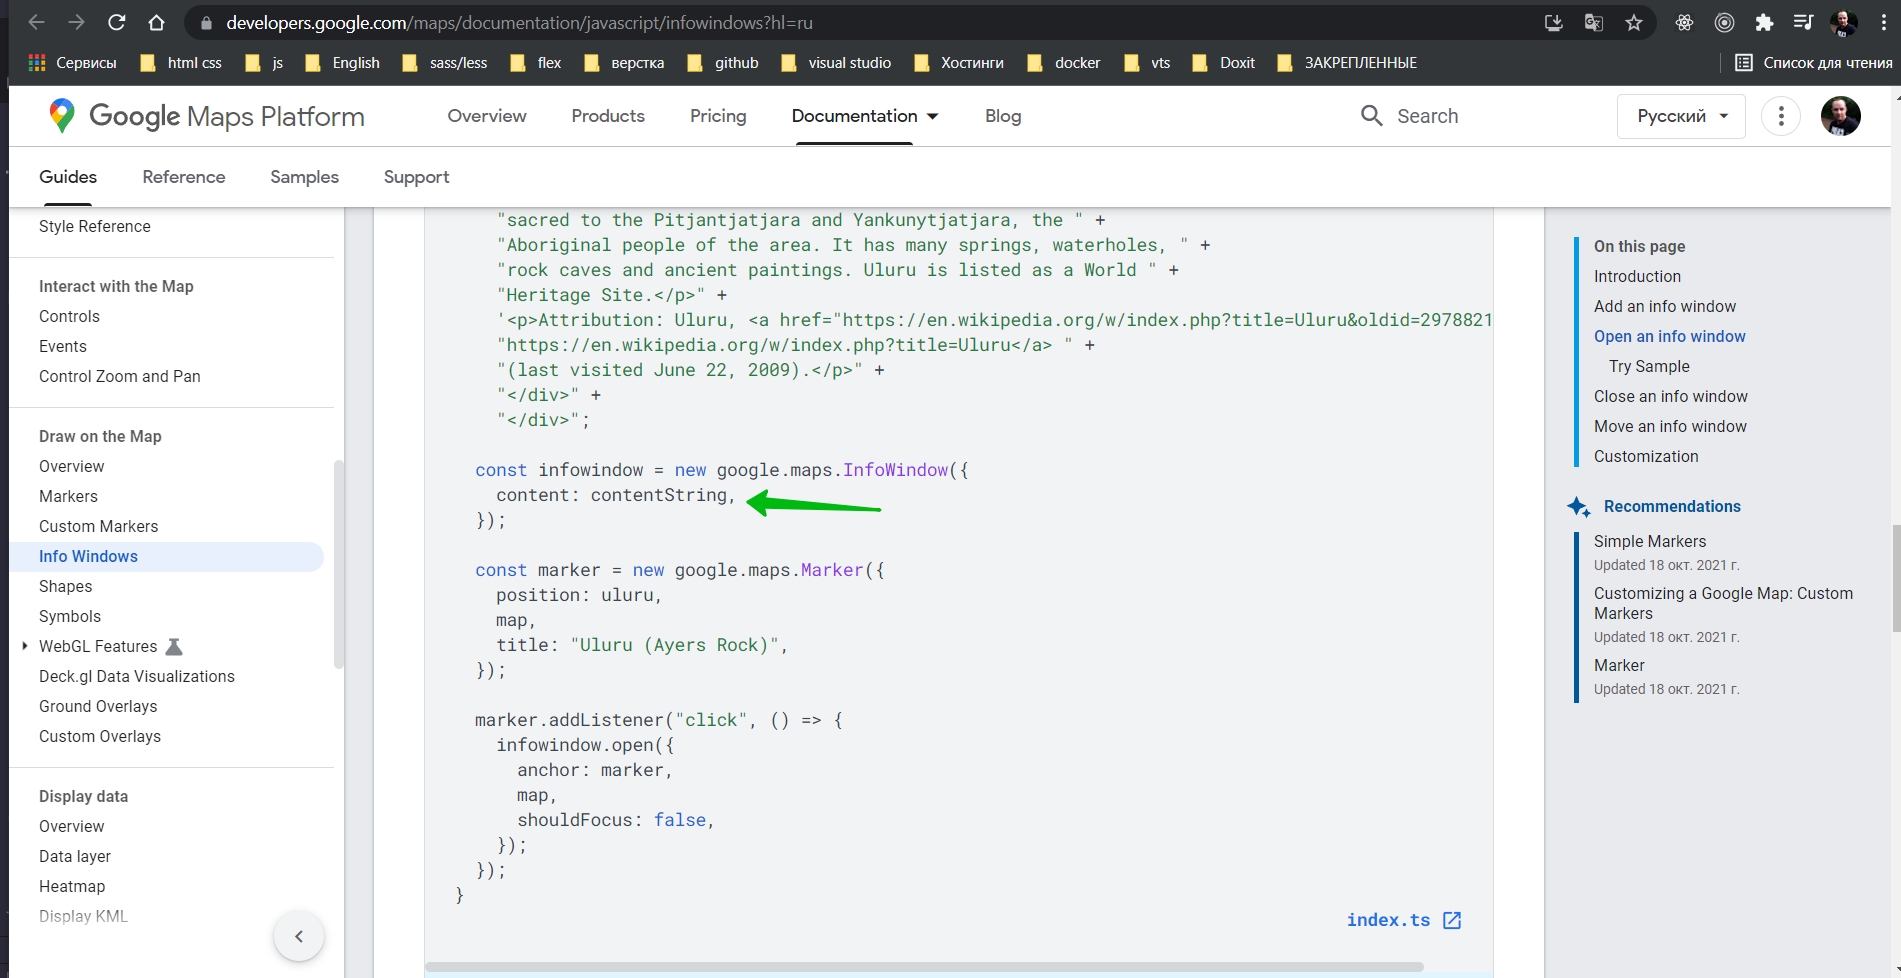 developers.google.com/maps/documentation/javascript/infowindows?hl=ru
Сервисы html css js English sass/less flex верстка github visual studio Хостинги docker vts Doxit ЗАКРЕПЛЕННЫЕ Список для чтения
Google Maps Platform Overview Products Pricing Documentation Blog Search Русский
Guides Reference Samples Support
Style Reference
Interact with the Map
Controls
Events
Control Zoom and Pan
Draw on the Map
Overview
Markers
Custom Markers
Info Windows
Shapes
Symbols
WebGL Features
Deck.gl Data Visualizations
Ground Overlays
Custom Overlays
Display data
Overview
Data layer
Heatmap
Display KML
"sacred to the Pitjantjatjara and Yankunytjatjara, the " +
"Aboriginal people of the area. It has many springs, waterholes, " +
"rock caves and ancient paintings. Uluru is listed as a World " +
"Heritage Site.</p>" +
'<p>Attribution: Uluru, <a href="https://en.wikipedia.org/w/index.php?title=Uluru&oldid=2978821
"https://en.wikipedia.org/w/index.php?title=Uluru</a> " +
"(last visited June 22, 2009).</p>" +
"</div>" +
"</div>";
const infowindow = new google.maps.InfoWindow({
content: contentString,
});
const marker = new google.maps.Marker({
position: uluru,
map,
title: "Uluru (Ayers Rock)",
});
marker.addListener("click", () => {
infowindow.open({
anchor: marker,
map,
shouldFocus: false,
});
});
}
index.ts
On this page
Introduction
Add an info window
Open an info window
Try Sample
Close an info window
Move an info window
Customization
Recommendations
Simple Markers
Updated 18 окт. 2021 г.
Customizing a Google Map: Custom
Markers
Updated 18 окт. 2021 г.
Marker
Updated 18 окт. 2021 г.